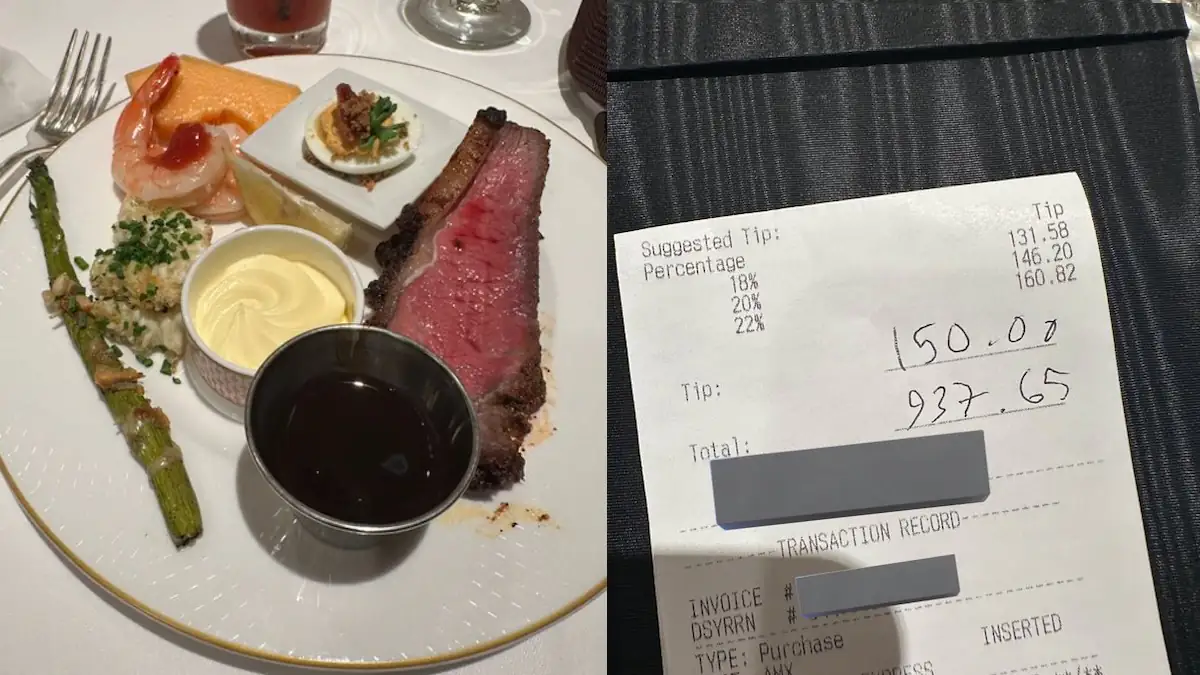 Tip
Suggested Tip: 131.58
Percentage 146.20
18% 160.82
20%
22%
150.00
Tip:
937.65
Total:
TRANSACTION RECORD
INVOICE #
DSYRRN #
TYPE: Purchase INSERTED
AMX